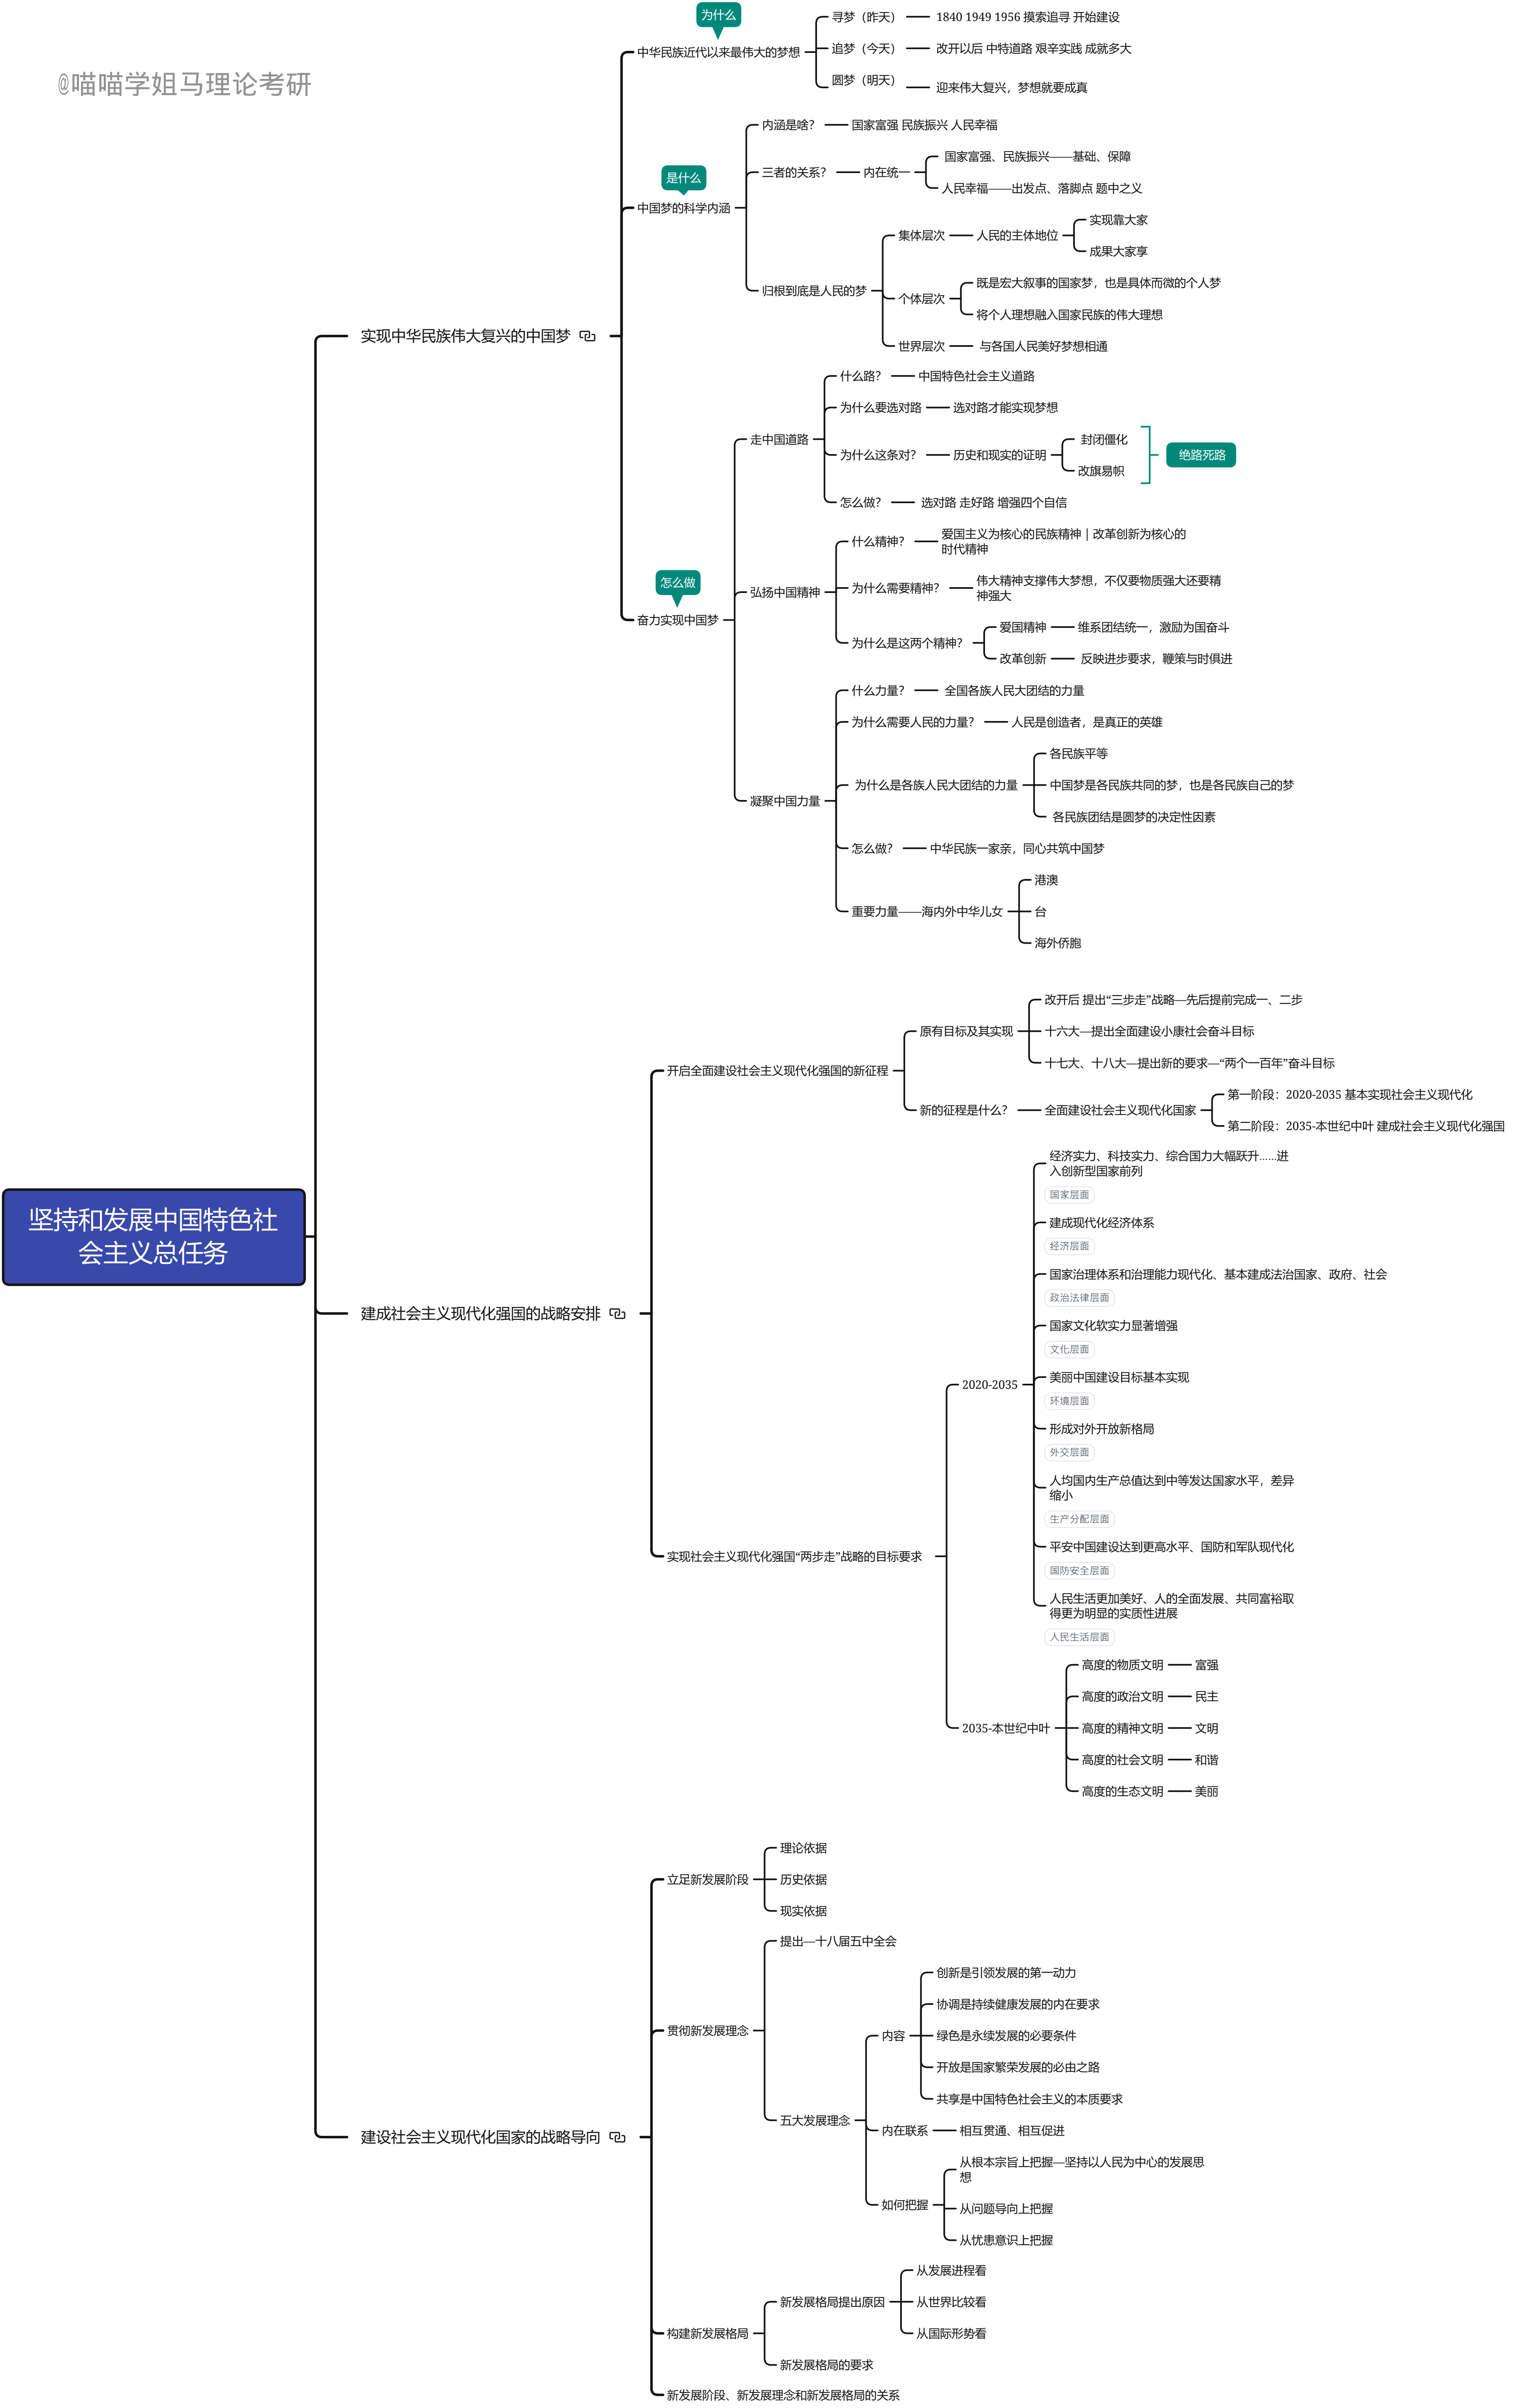 @喵喵学姐马理论考研
坚持和发展中国特色社
会主义总任务
实现中华民族伟大复兴的中国梦
为什么
中华民族近代以来最伟大的梦想
寻梦（昨天）
1840 1949 1956 摸索追寻 开始建设
追梦（今天）
改开以后 中特道路 艰辛实践 成就多大
圆梦（明天）
迎来伟大复兴，梦想就要成真
是什么
中国梦的科学内涵
内涵是啥？
国家富强 民族振兴 人民幸福
三者的关系？
内在统一
国家富强、民族振兴——基础、保障
人民幸福——出发点、落脚点 题中之义
归根到底是人民的梦
集体层次
人民的主体地位
实现靠大家
成果大家享
个体层次
既是宏大叙事的国家梦，也是具体而微的个人梦
将个人理想融入国家民族的伟大理想
世界层次
与各国人民美好梦想相通
怎么做
奋力实现中国梦
走中国道路
什么路？
中国特色社会主义道路
为什么要选对路
选对路才能实现梦想
为什么这条对？
历史和现实的证明
封闭僵化
改旗易帜
绝路死路
怎么做？
选对路 走好路 增强四个自信
弘扬中国精神
什么精神？
爱国主义为核心的民族精神 | 改革创新为核心的
时代精神
为什么需要精神？
伟大精神支撑伟大梦想，不仅要物质强大还要精
神强大
为什么是这两个精神？
爱国精神
维系团结统一，激励为国奋斗
改革创新
反映进步要求，鞭策与时俱进
凝聚中国力量
什么力量？
全国各族人民大团结的力量
为什么需要人民的力量？
人民是创造者，是真正的英雄
为什么是各族人民大团结的力量
各民族平等
中国梦是各民族共同的梦，也是各民族自己的梦
各民族团结是圆梦的决定性因素
怎么做？
中华民族一家亲，同心共筑中国梦
重要力量——海内外中华儿女
港澳
台
海外侨胞
建成社会主义现代化强国的战略安排
开启全面建设社会主义现代化强国的新征程
原有目标及其实现
改开后 提出“三步走”战略—先后提前完成一、二步
十六大—提出全面建设小康社会奋斗目标
十七大、十八大—提出新的要求—“两个一百年”奋斗目标
新的征程是什么？
全面建设社会主义现代化国家
第一阶段：2020-2035 基本实现社会主义现代化
第二阶段：2035-本世纪中叶 建成社会主义现代化强国
实现社会主义现代化强国“两步走”战略的目标要求
2020-2035
经济实力、科技实力、综合国力大幅跃升……进
入创新型国家前列
国家层面
建成现代化经济体系
经济层面
国家治理体系和治理能力现代化、基本建成法治国家、政府、社会
政治法律层面
国家文化软实力显著增强
文化层面
美丽中国建设目标基本实现
环境层面
形成对外开放新格局
外交层面
人均国内生产总值达到中等发达国家水平，差异
缩小
生产分配层面
平安中国建设达到更高水平、国防和军队现代化
国防安全层面
人民生活更加美好、人的全面发展、共同富裕取
得更为明显的实质性进展
人民生活层面
2035-本世纪中叶
高度的物质文明
富强
高度的政治文明
民主
高度的精神文明
文明
高度的社会文明
和谐
高度的生态文明
美丽
建设社会主义现代化国家的战略导向
立足新发展阶段
理论依据
历史依据
现实依据
贯彻新发展理念
提出—十八届五中全会
五大发展理念
内容
创新是引领发展的第一动力
协调是持续健康发展的内在要求
绿色是永续发展的必要条件
开放是国家繁荣发展的必由之路
共享是中国特色社会主义的本质要求
内在联系
相互贯通、相互促进
如何把握
从根本宗旨上把握—坚持以人民为中心的发展思
想
从问题导向上把握
从忧患意识上把握
构建新发展格局
新发展格局提出原因
从发展进程看
从世界比较看
从国际形势看
新发展格局的要求
新发展阶段、新发展理念和新发展格局的关系